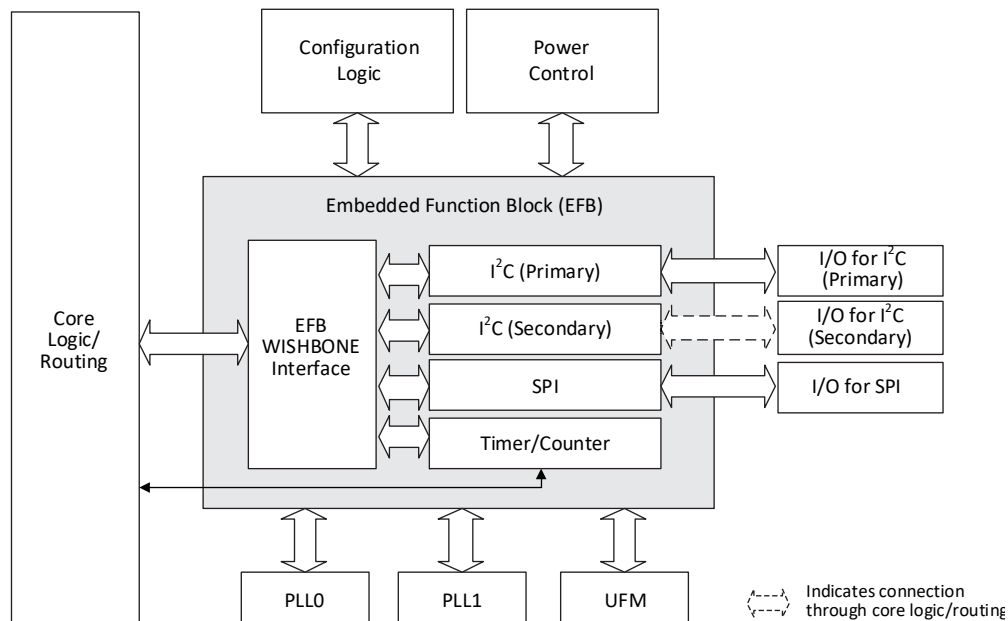 Configuration
Logic
Power
Control
Embedded Function Block (EFB)
Core
Logic/
Routing
EFB
WISHBONE
Interface
I²C (Primary)
I²C (Secondary)
SPI
Timer/Counter
I/O for I²C
(Primary)
I/O for I²C
(Secondary)
I/O for SPI
PLL0
PLL1
UFM
Indicates connection
through core logic/routing